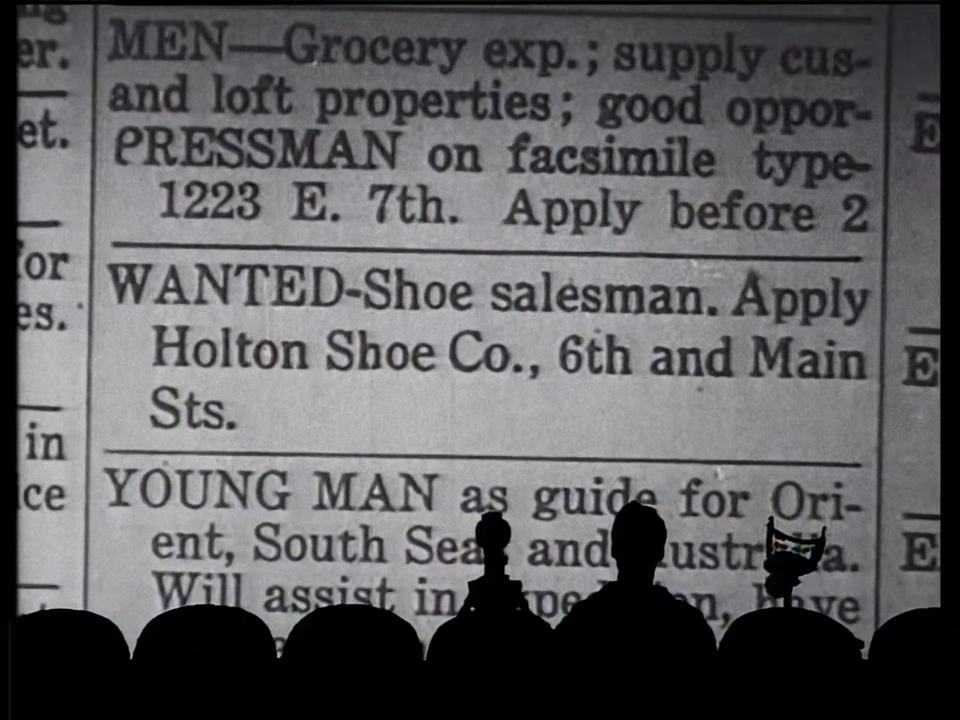 er.
et.
or
es.
in
ce
MEN—Grocery exp.; supply cus-
and loft properties; good oppor-
PRESSMAN on facsimile type-
1223 E. 7th. Apply before 2
WANTED-Shoe salesman. Apply
Holton Shoe Co., 6th and Main
Sts.
YOUNG MAN as guide for Ori-
ent, South Sea and
Will assist in
E
E
E